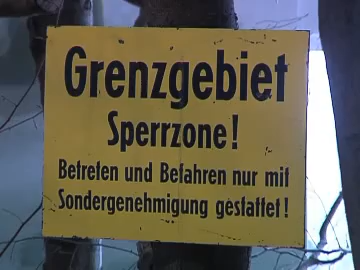 Grenzgebiet
Sperrzone!
Betreten und Befahren nur mit
Sondergenehmigung gestattet!